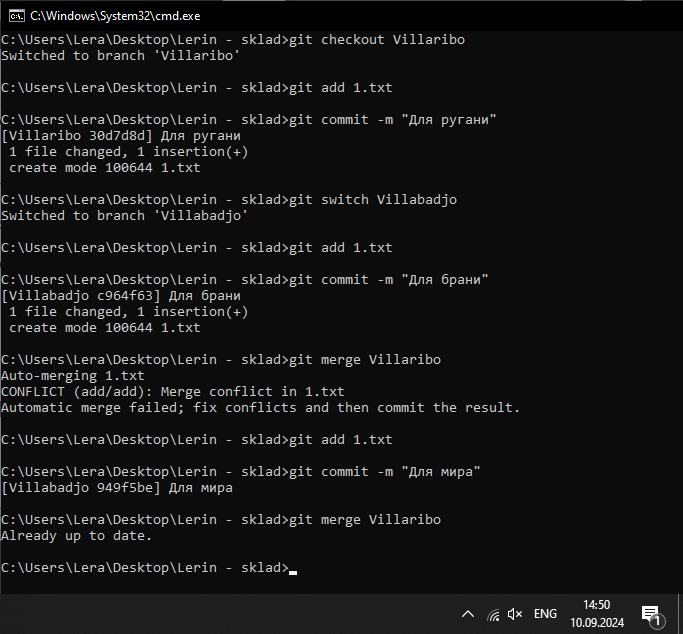 C:\Windows\System32\cmd.exe
C:\Users\Lera\Desktop\Lerin - sklad>git checkout Villaribo
Switched to branch 'Villaribo'
C:\Users\Lera\Desktop\Lerin - sklad>git add 1.txt
C:\Users\Lera\Desktop\Lerin - sklad>git commit -m "Для ругани"
[Villaribo 30d7d8d] Для ругани
1 file changed, 1 insertion(+)
create mode 100644 1.txt
C:\Users\Lera\Desktop\Lerin - sklad>git switch Villabadjo
Switched to branch 'Villabadjo'
C:\Users\Lera\Desktop\Lerin - sklad>git add 1.txt
C:\Users\Lera\Desktop\Lerin - sklad>git commit -m "Для брани"
[Villabadjo c964f63] Для брани
1 file changed, 1 insertion(+)
create mode 100644 1.txt
C:\Users\Lera\Desktop\Lerin - sklad>git merge Villaribo
Auto-merging 1.txt
CONFLICT (add/add): Merge conflict in 1.txt
Automatic merge failed; fix conflicts and then commit the result.
C:\Users\Lera\Desktop\Lerin - sklad>git add 1.txt
C:\Users\Lera\Desktop\Lerin - sklad>git commit -m "Для мира"
[Villabadjo 949f5be] Для мира
C:\Users\Lera\Desktop\Lerin - sklad>git merge Villaribo
Already up to date.
C:\Users\Lera\Desktop\Lerin - sklad>
ENG
14:50
10.09.2024
1